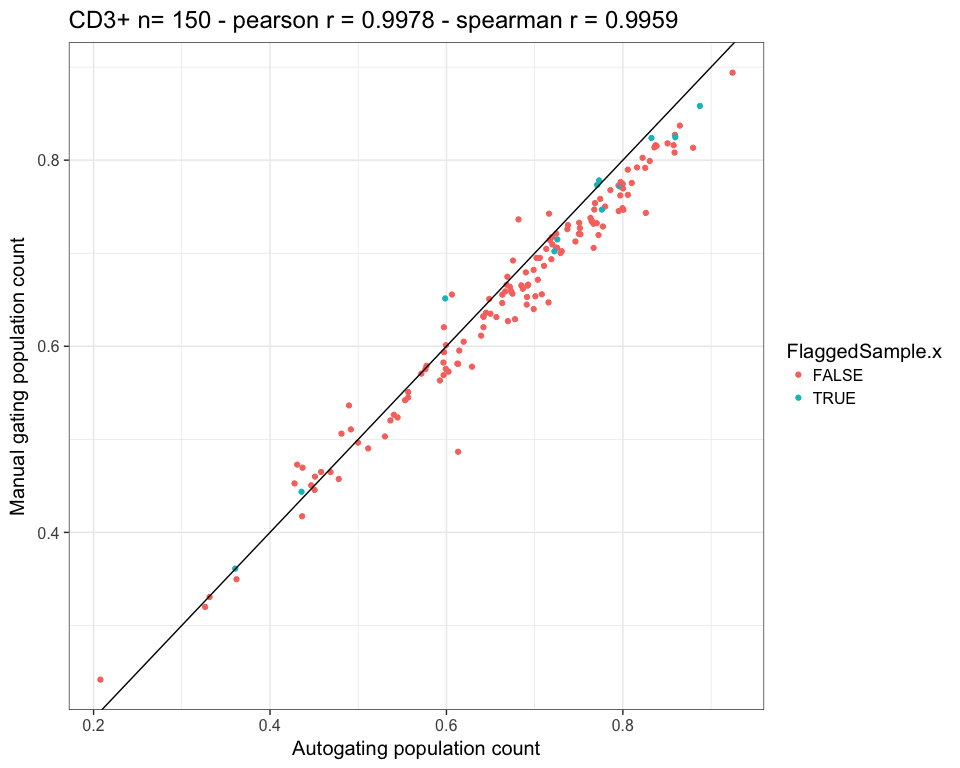 CD3+ n= 150 - pearson r = 0.9978 - spearman r = 0.9959
Manual gating population count
0.8
0.6
0.4
0.2 0.4 0.6 0.8
Autogating population count
FlaggedSample.x
FALSE
TRUE